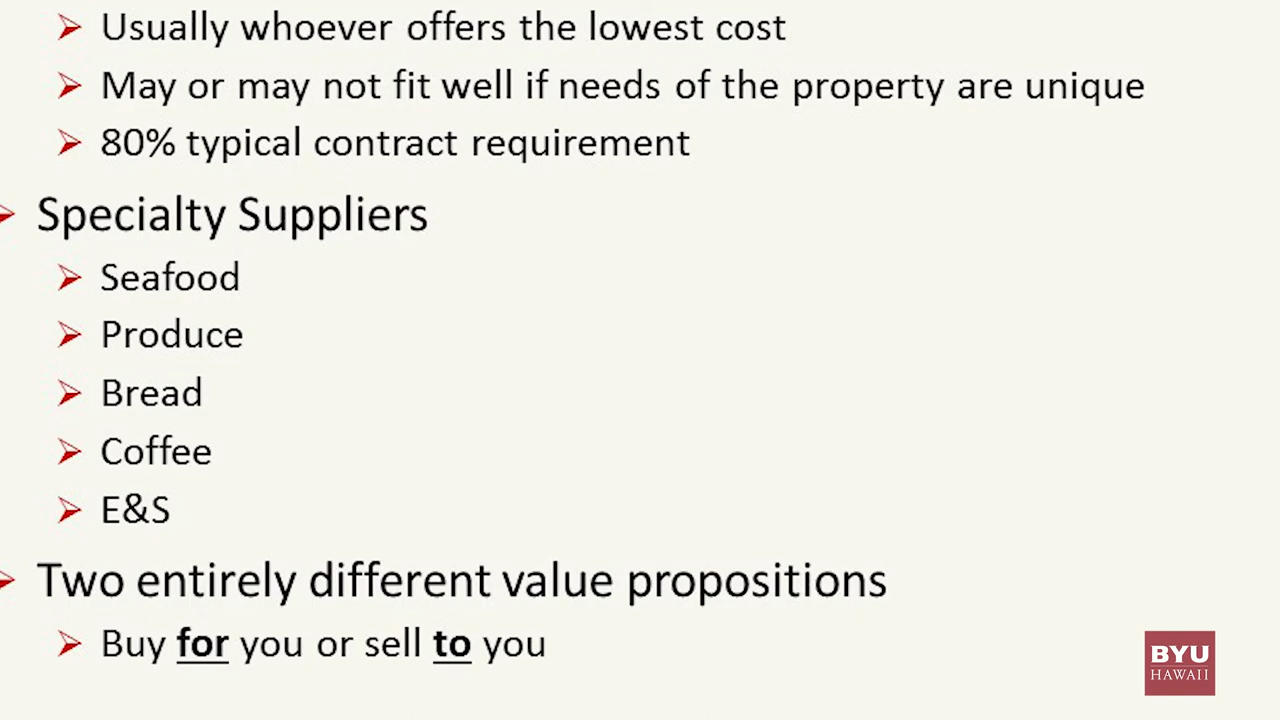 Usually whoever offers the lowest cost
May or may not fit well if needs of the property are unique
80% typical contract requirement
Specialty Suppliers
Seafood
Produce
Bread
Coffee
E&S
Two entirely different value propositions
Buy for you or sell to you
BYU
HAWAII